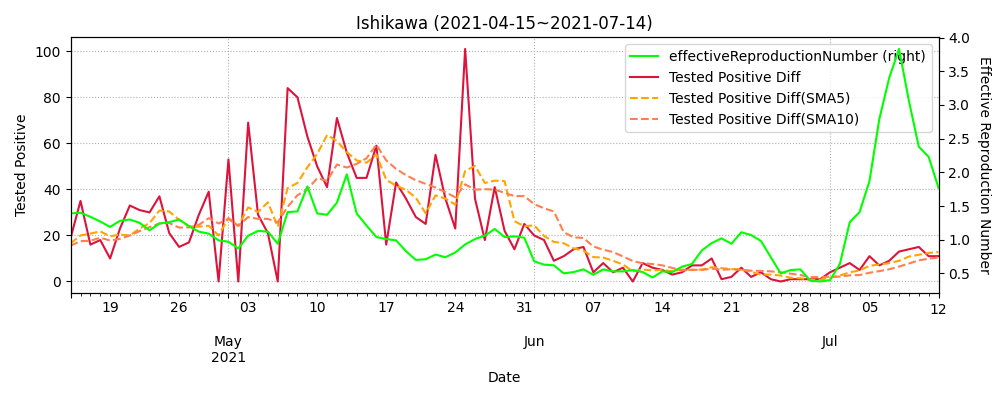 Ishikawa (2021-04-15~2021-07-14)
Tested Positive
100
80
60
40
20
0
effectiveReproductionNumber (right)
Tested Positive Diff
Tested Positive Diff(SMA5)
Tested Positive Diff(SMA10)
4.0
3.5
3.0
2.5
2.0
1.5
1.0
0.5
Effective Reproduction Number
19 26 03 10 17 24 31 07 14 21 28 05 12
May Jun Jul
2021
Date